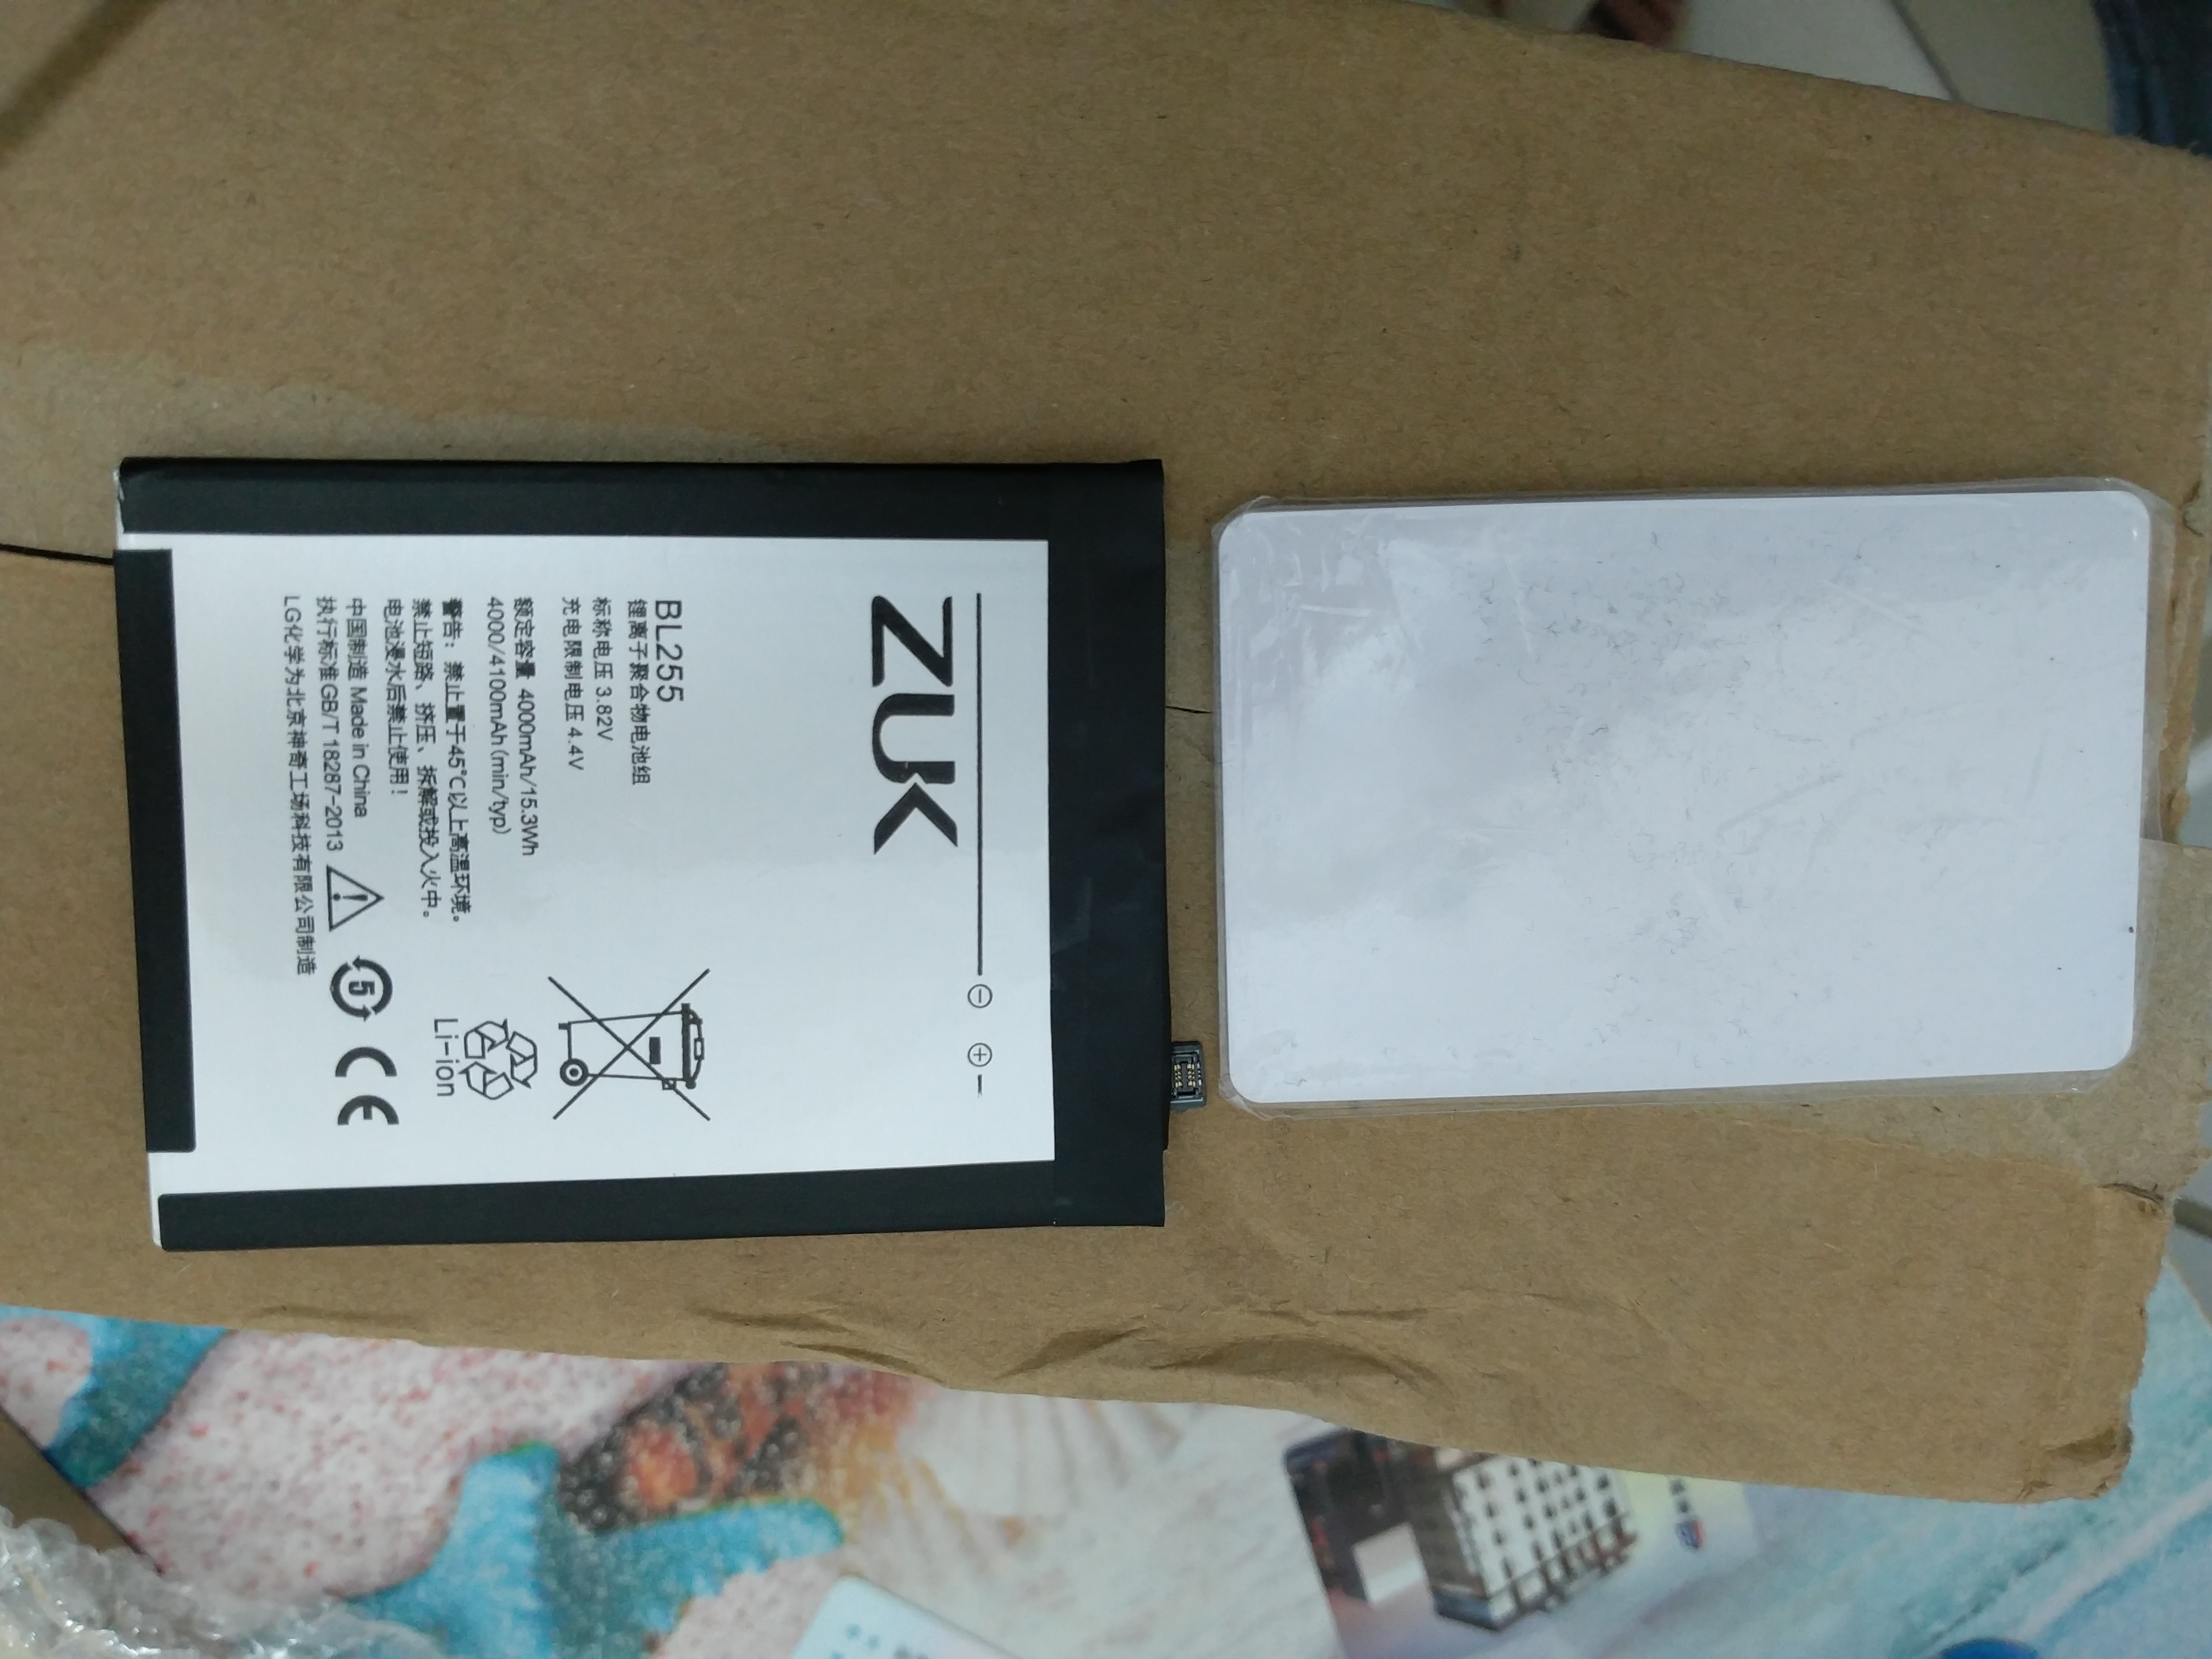 ZUK
⊖ ⊕
BL255
锂离子聚合物电池组
标称电压 3.82V
充电限制电压 4.4V
额定容量 4000mAh/15.3Wh
4000/4100mAh(min/typ)
警告：禁止置于45℃以上高温环境。
禁止短路、挤压、拆解或投入火中。
电池浸水后禁止使用！
中国制造 Made in China
执行标准GB/T 18287-2013
LG化学为北京神奇工场科技有限公司制造
5
CE
Li-ion